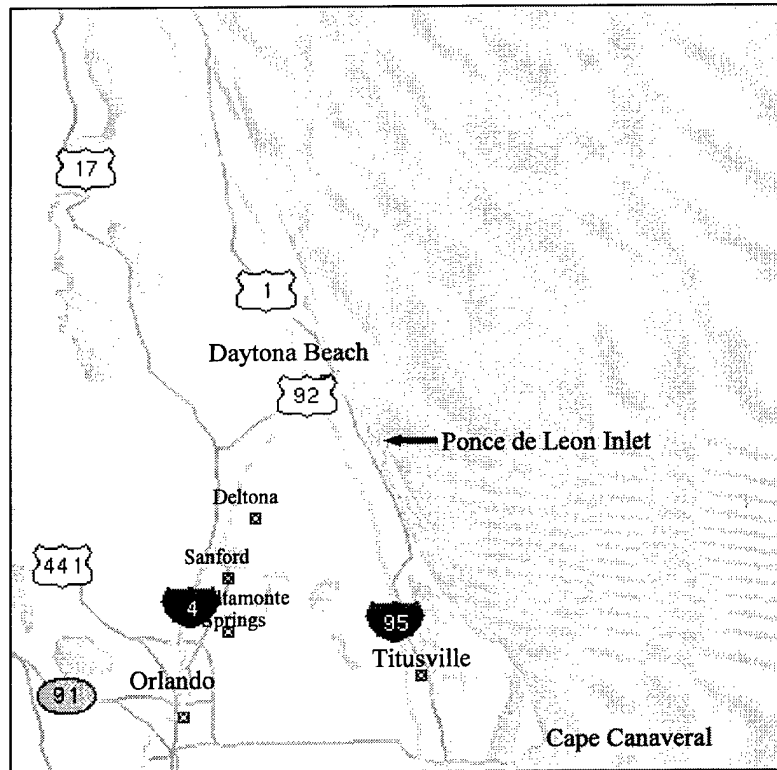 17
1
Daytona Beach
92
Ponce de Leon Inlet
Deltona
441
Sanford
4
ltamonte
Springs
95
Titusville
91
Orlando
Cape Canaveral